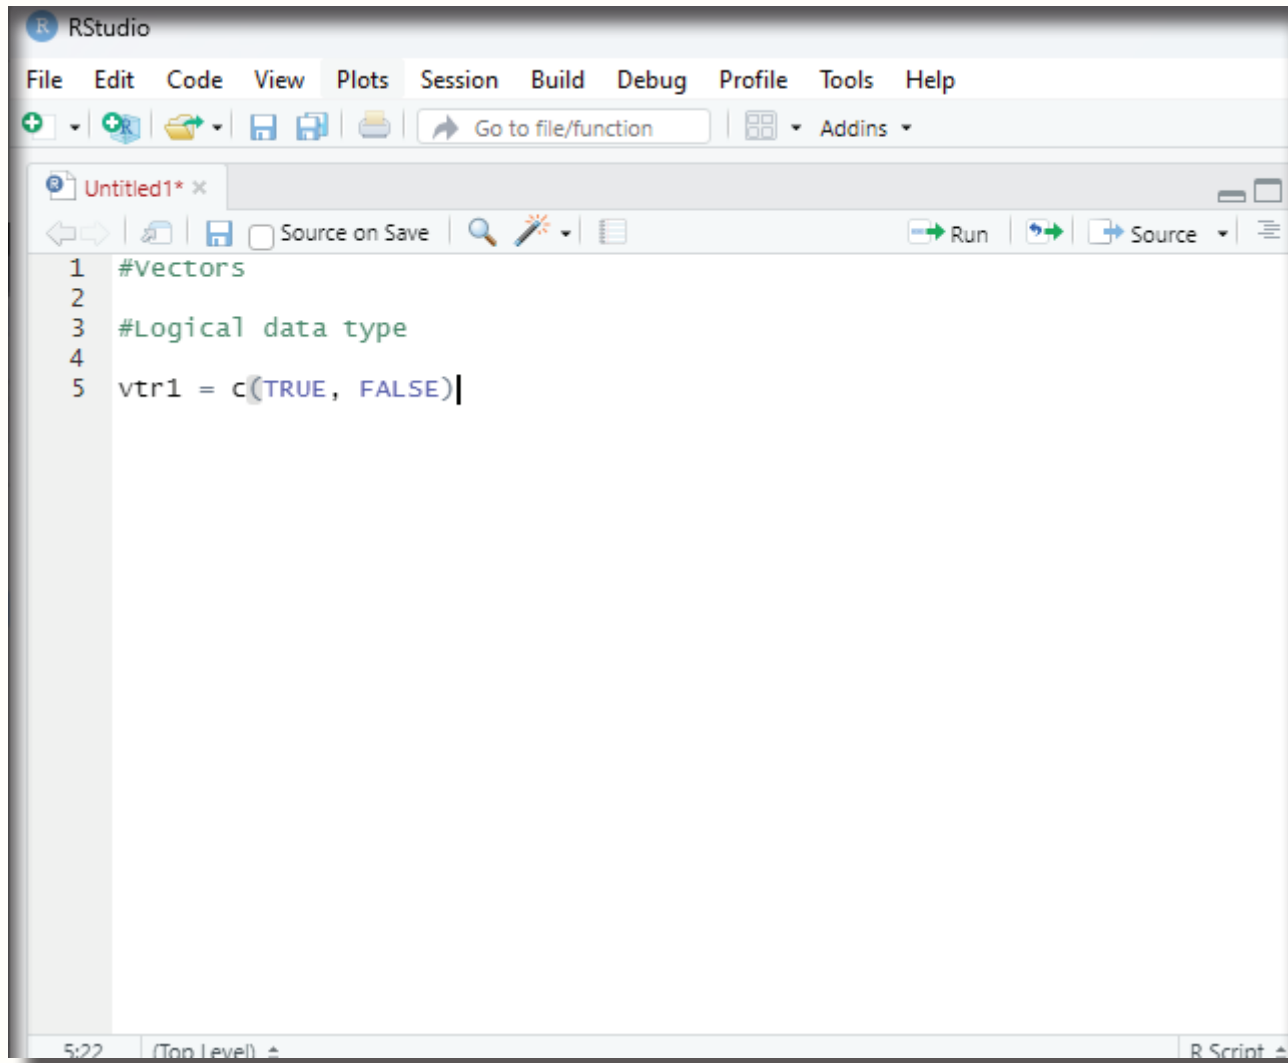 RStudio
File Edit Code View Plots Session Build Debug Profile Tools Help
Go to file/function Addins
Untitled1*
Source on Save Run Source
1 #Vectors
2
3 #Logical data type
4
5 vtr1 = c(TRUE, FALSE)
5:22 (Top Level) R Script